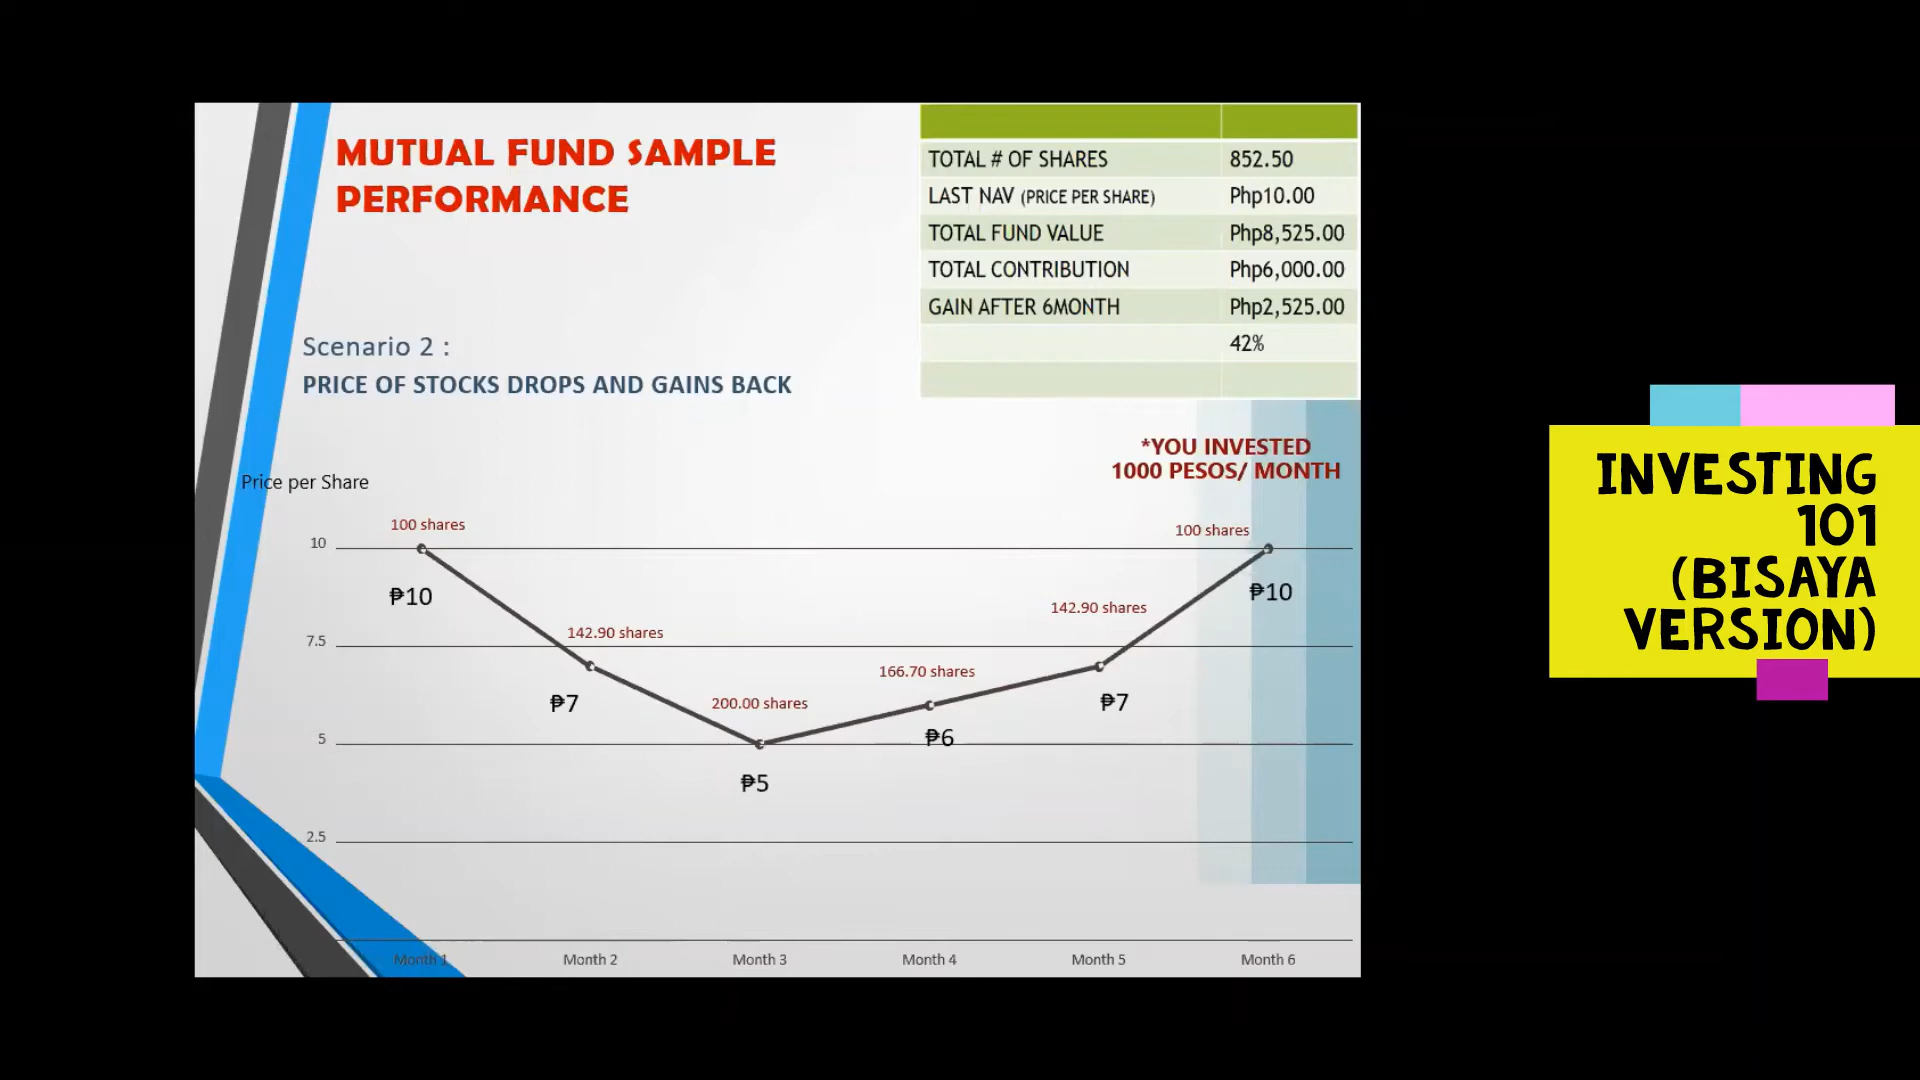 MUTUAL FUND SAMPLE
PERFORMANCE
TOTAL # OF SHARES 852.50
LAST NAV (PRICE PER SHARE) Php10.00
TOTAL FUND VALUE Php8,525.00
TOTAL CONTRIBUTION Php6,000.00
GAIN AFTER 6MONTH Php2,525.00
42%
Scenario 2 :
PRICE OF STOCKS DROPS AND GAINS BACK
*YOU INVESTED
1000 PESOS/ MONTH
Price per Share
100 shares
100 shares
10
₱10
₱10
142.90 shares
142.90 shares
7.5
166.70 shares
₱7
200.00 shares
₱7
5
₱6
₱5
2.5
Month 1 Month 2 Month 3 Month 4 Month 5 Month 6
INVESTING
101
(BISAYA
VERSION)